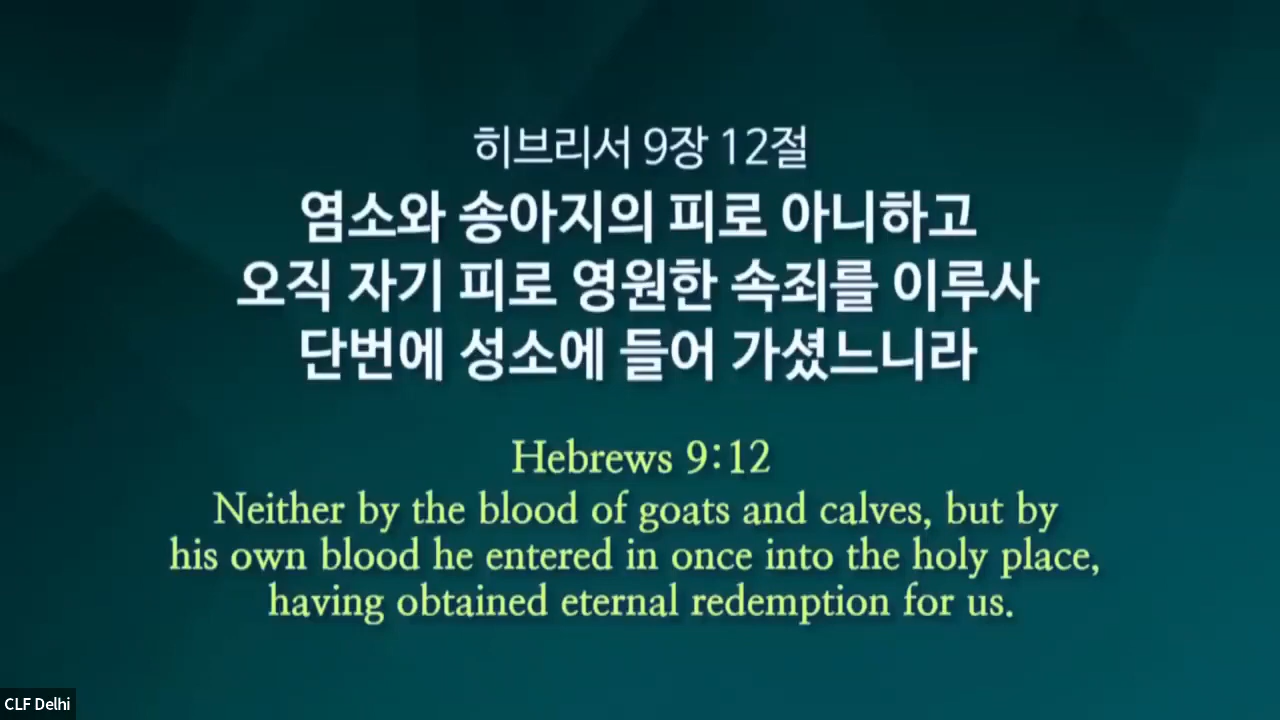 히브리서 9장 12절
염소와 송아지의 피로 아니하고
오직 자기 피로 영원한 속죄를 이루사
단번에 성소에 들어 가셨느니라
Hebrews 9:12
Neither by the blood of goats and calves, but by
his own blood he entered in once into the holy place,
having obtained eternal redemption for us.
CLF Delhi